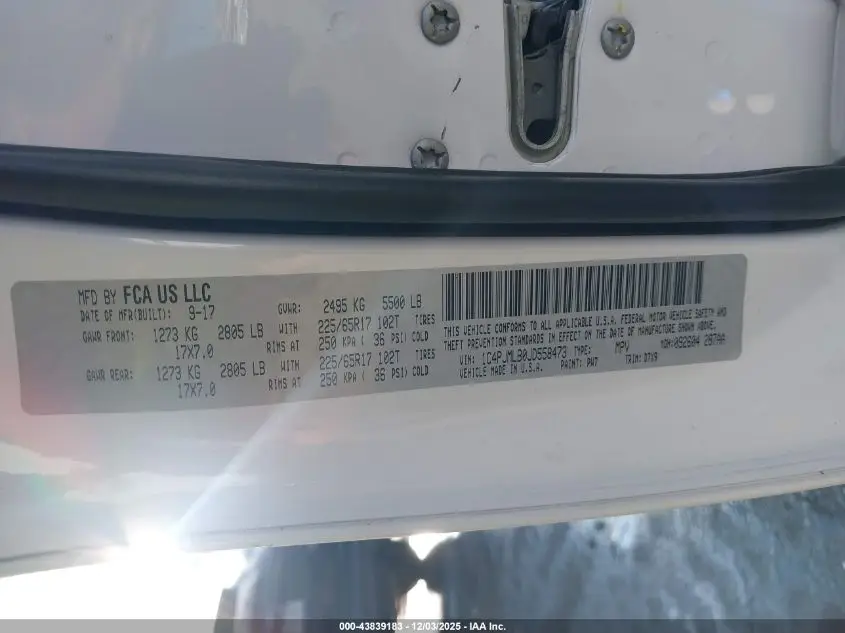 MFD BY FCA US LLC
DATE OF MFR(BUILT): 9-17
GVWR: 2495 KG 5500 LB
GAWR FRONT: 1273 KG 2805 LB WITH 225/65R17 102T TIRES
17X7.0 RIMS AT 250 KPA ( 36 PSI) COLD
GAWR REAR: 1273 KG 2805 LB WITH 225/65R17 102T TIRES
17X7.0 RIMS AT 250 KPA ( 36 PSI) COLD
THIS VEHICLE CONFORMS TO ALL APPLICABLE U.S.A. FEDERAL MOTOR VEHICLE SAFETY AND
THEFT PREVENTION STANDARDS IN EFFECT ON THE DATE OF MANUFACTURE SHOWN ABOVE.
VIN: TYPE: MPV MDH:
VEHICLE MADE IN U.S.A. PAINT: PW7 TRIM:
000-43839183 — 12/03/2025 — IAA Inc.